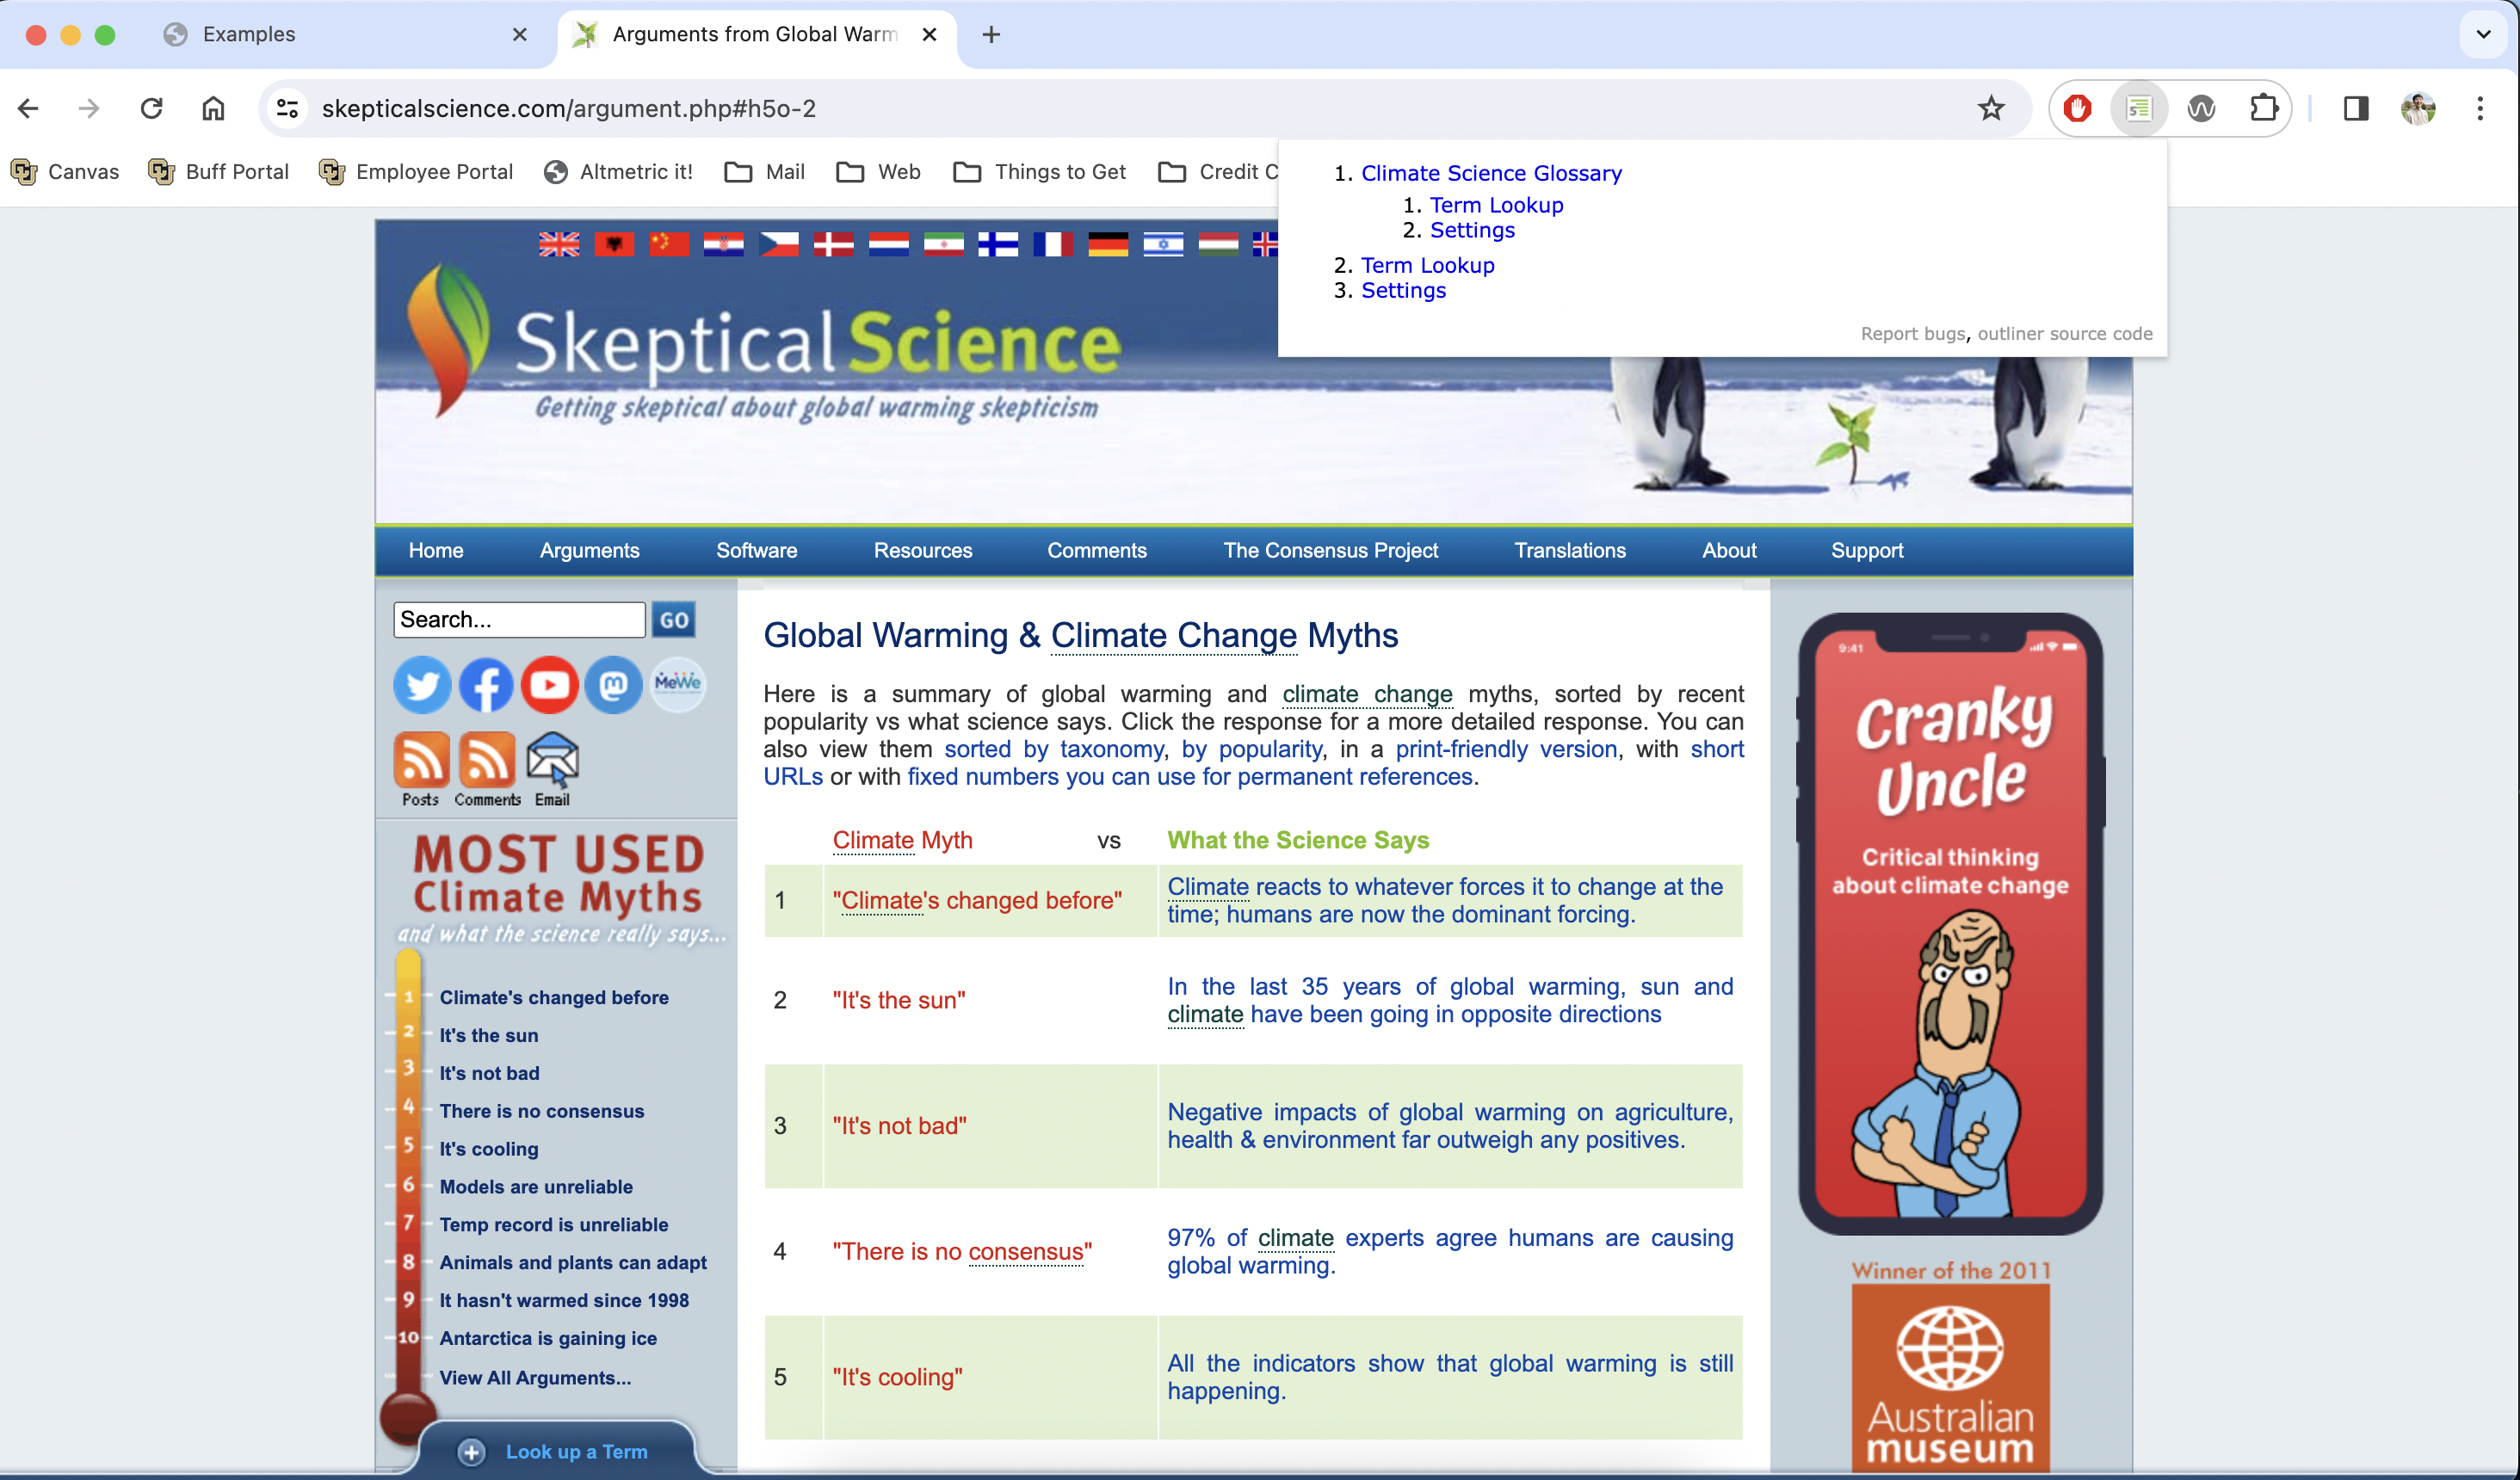 Examples
Arguments from Global Warm
skepticalscience.com/argument.php#h5o-2
Canvas
Buff Portal
Employee Portal
Altmetric it!
Mail
Web
Things to Get
Credit C
1. Climate Science Glossary
1. Term Lookup
2. Settings
2. Term Lookup
3. Settings
Report bugs, outliner source code
Skeptical Science
Getting skeptical about global warming skepticism
Home
Arguments
Software
Resources
Comments
The Consensus Project
Translations
About
Support
Search...
GO
MeWe
Posts
Comments
Email
MOST USED
Climate Myths
and what the science really says...
1 Climate's changed before
2 It's the sun
3 It's not bad
4 There is no consensus
5 It's cooling
6 Models are unreliable
7 Temp record is unreliable
8 Animals and plants can adapt
9 It hasn't warmed since 1998
10 Antarctica is gaining ice
View All Arguments...
Look up a Term
Global Warming & Climate Change Myths
Here is a summary of global warming and climate change myths, sorted by recent
popularity vs what science says. Click the response for a more detailed response. You can
also view them sorted by taxonomy, by popularity, in a print-friendly version, with short
URLs or with fixed numbers you can use for permanent references.
Climate Myth vs What the Science Says
1 "Climate's changed before" Climate reacts to whatever forces it to change at the
time; humans are now the dominant forcing.
2 "It's the sun" In the last 35 years of global warming, sun and
climate have been going in opposite directions
3 "It's not bad" Negative impacts of global warming on agriculture,
health & environment far outweigh any positives.
4 "There is no consensus" 97% of climate experts agree humans are causing
global warming.
5 "It's cooling" All the indicators show that global warming is still
happening.
9:41
Cranky
Uncle
Critical thinking
about climate change
Winner of the 2011
Australian
museum